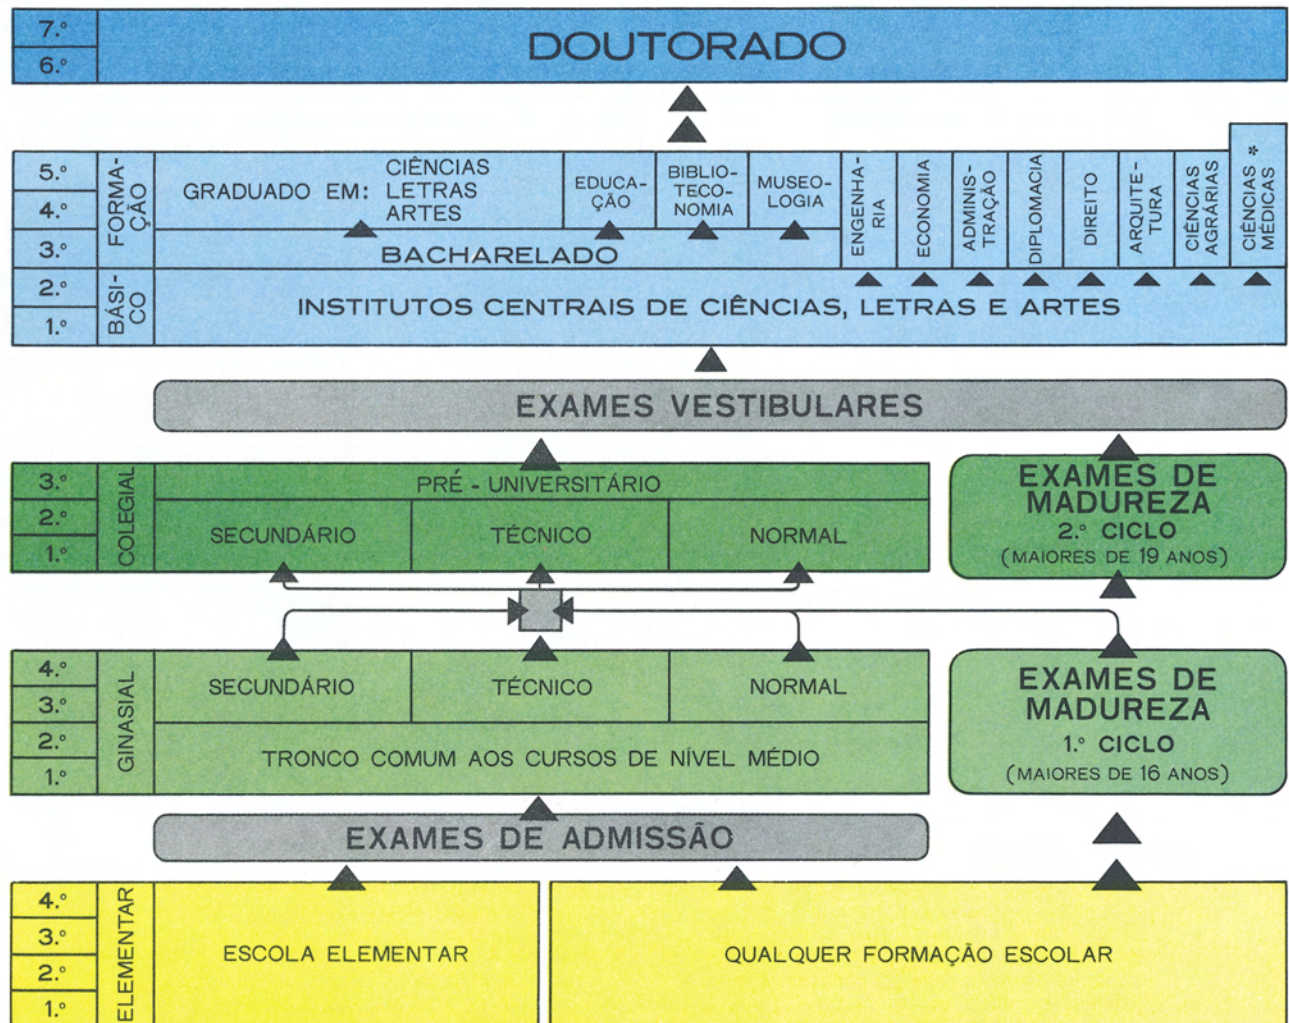 7.º
6.º
DOUTORADO
5.º
4.º
3.º
2.º
1.º
FORMA-
ÇÃO
BÁSI-
CO
GRADUADO EM:
CIÊNCIAS
LETRAS
ARTES
EDUCA-
ÇÃO
BIBLIO-
TECO-
NOMIA
MUSEO-
LOGIA
ENGENHA-
RIA
ECONOMIA
ADMINIS-
TRAÇÃO
DIPLOMACIA
DIREITO
ARQUITE-
TURA
CIÊNCIAS
AGRÁRIAS
CIÊNCIAS *
MÉDICAS
BACHARELADO
INSTITUTOS CENTRAIS DE CIÊNCIAS, LETRAS E ARTES
EXAMES VESTIBULARES
3.º
2.º
1.º
COLEGIAL
PRÉ - UNIVERSITÁRIO
SECUNDÁRIO
TÉCNICO
NORMAL
EXAMES DE
MADUREZA
2.º CICLO
(MAIORES DE 19 ANOS)
4.º
3.º
2.º
1.º
GINASIAL
SECUNDÁRIO
TÉCNICO
NORMAL
TRONCO COMUM AOS CURSOS DE NÍVEL MÉDIO
EXAMES DE
MADUREZA
1.º CICLO
(MAIORES DE 16 ANOS)
EXAMES DE ADMISSÃO
4.º
3.º
2.º
1.º
ELEMENTAR
ESCOLA ELEMENTAR
QUALQUER FORMAÇÃO ESCOLAR